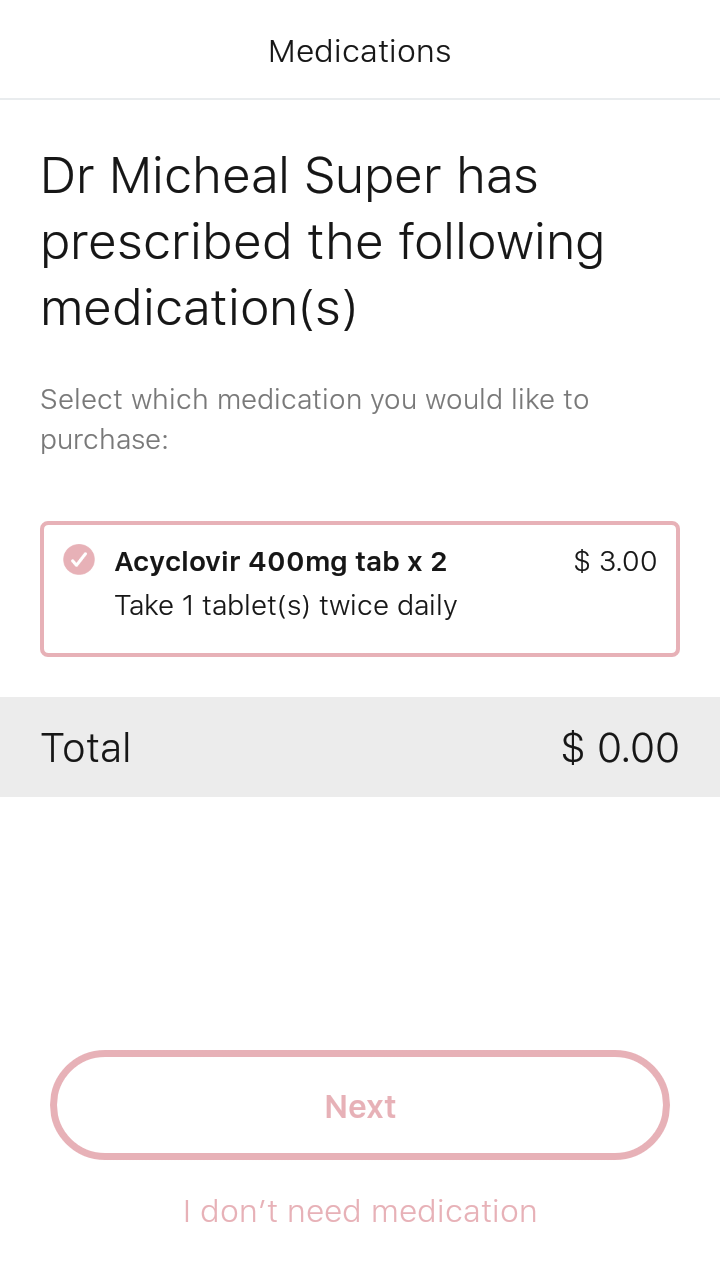 Medications
Dr Micheal Super has
prescribed the following
medication(s)
Select which medication you would like to
purchase:
Acyclovir 400mg tab x 2 $ 3.00
Take 1 tablet(s) twice daily
Total $ 0.00
Next
I don’t need medication